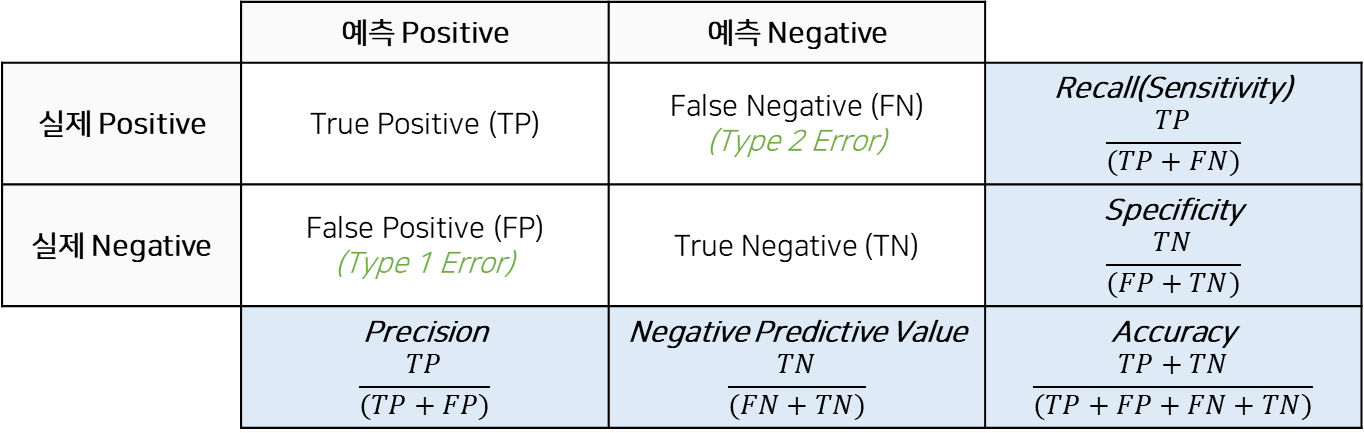 예측 Positive
예측 Negative
실제 Positive
True Positive (TP)
False Negative (FN)
(Type 2 Error)
Recall(Sensitivity)
TP
(TP + FN)
실제 Negative
False Positive (FP)
(Type 1 Error)
True Negative (TN)
Specificity
TN
(FP + TN)
Precision
TP
(TP + FP)
Negative Predictive Value
TN
(FN + TN)
Accuracy
TP + TN
(TP + FP + FN + TN)